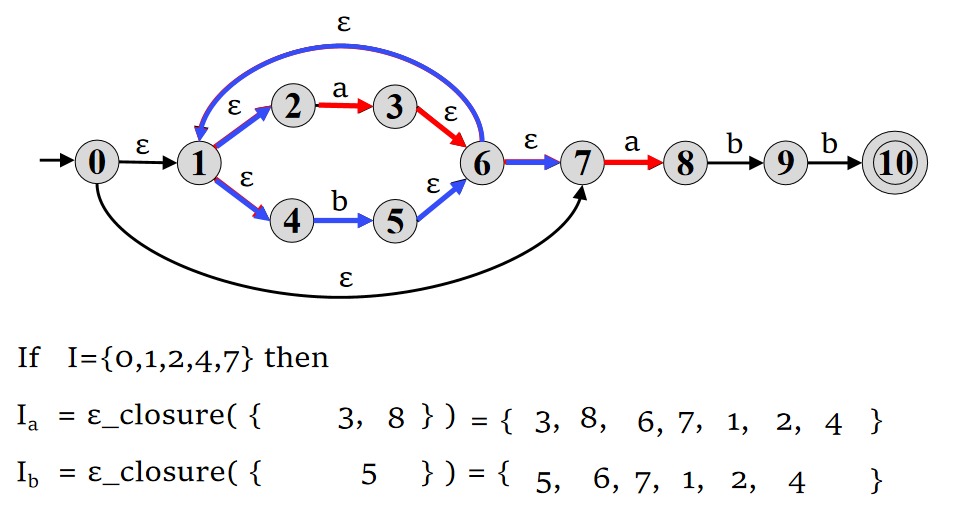 ε
ε 2 a 3 ε
0 ε 1 6 ε 7 a 8 b 9 b 10
ε 4 b 5 ε
ε
If I={0,1,2,4,7} then
Iₐ = ε_closure( { 3, 8 } ) = { 3, 8, 6, 7, 1, 2, 4 }
I_b = ε_closure( { 5 } ) = { 5, 6, 7, 1, 2, 4 }